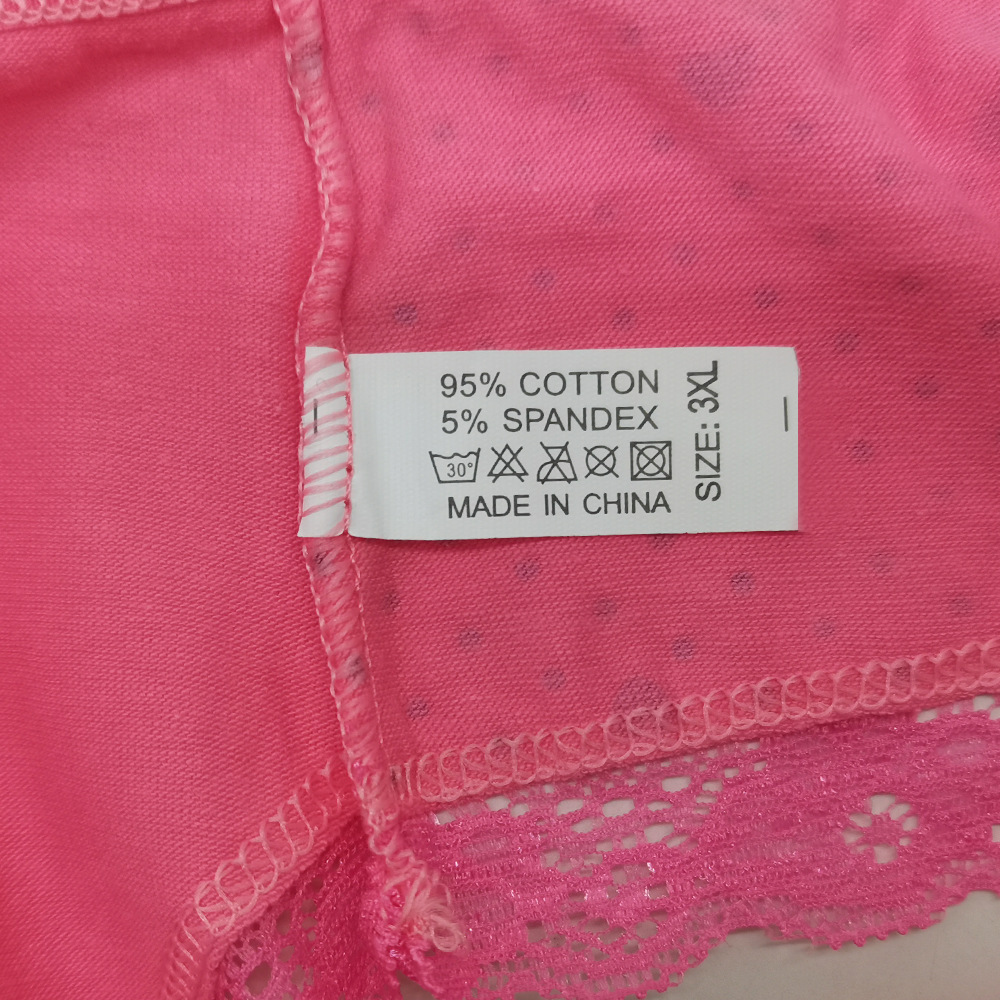 95% COTTON
5% SPANDEX
30°
MADE IN CHINA
SIZE: 3XL